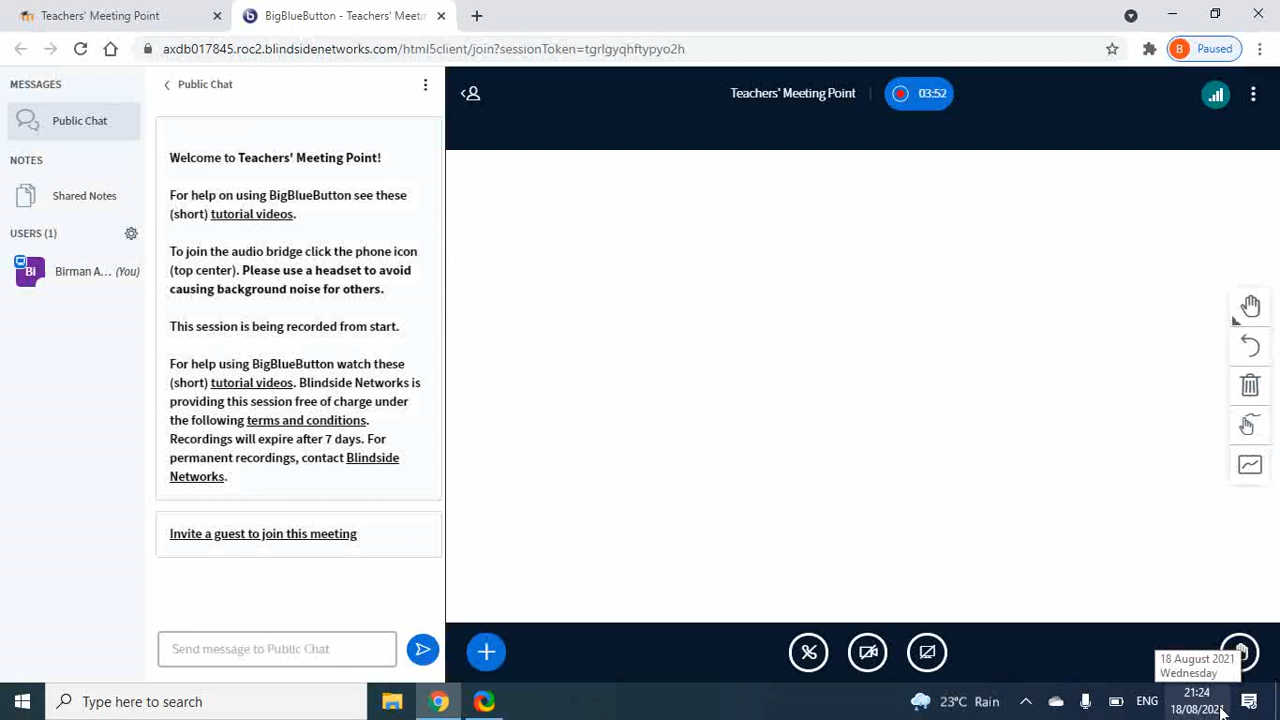 Teachers' Meeting Point
BigBlueButton - Teachers' Meeti
axdb017845.roc2.blindsidenetworks.com/html5client/join?sessionToken=tgrlgyqhftypyo2h
B Paused
MESSAGES
Public Chat
NOTES
Shared Notes
USERS (1)
Bi Birman A... (You)
Public Chat
Welcome to Teachers' Meeting Point!
For help on using BigBlueButton see these
(short) tutorial videos.
To join the audio bridge click the phone icon
(top center). Please use a headset to avoid
causing background noise for others.
This session is being recorded from start.
For help using BigBlueButton watch these
(short) tutorial videos. Blindside Networks is
providing this session free of charge under
the following terms and conditions.
Recordings will expire after 7 days. For
permanent recordings, contact Blindside
Networks.
Invite a guest to join this meeting
Send message to Public Chat
Teachers' Meeting Point
03:52
18 August 2021
Wednesday
Type here to search
23°C Rain
ENG
21:24
18/08/2021